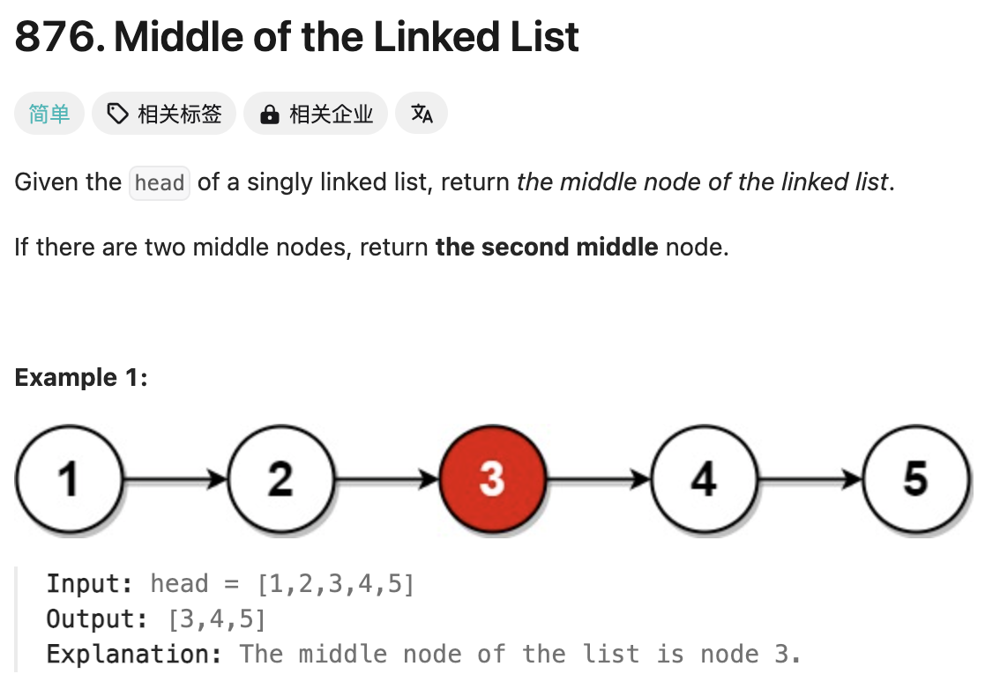 876. Middle of the Linked List
简单 相关标签 相关企业
Given the head of a singly linked list, return the middle node of the linked list.
If there are two middle nodes, return the second middle node.
Example 1:
1 2 3 4 5
Input: head = [1,2,3,4,5]
Output: [3,4,5]
Explanation: The middle node of the list is node 3.